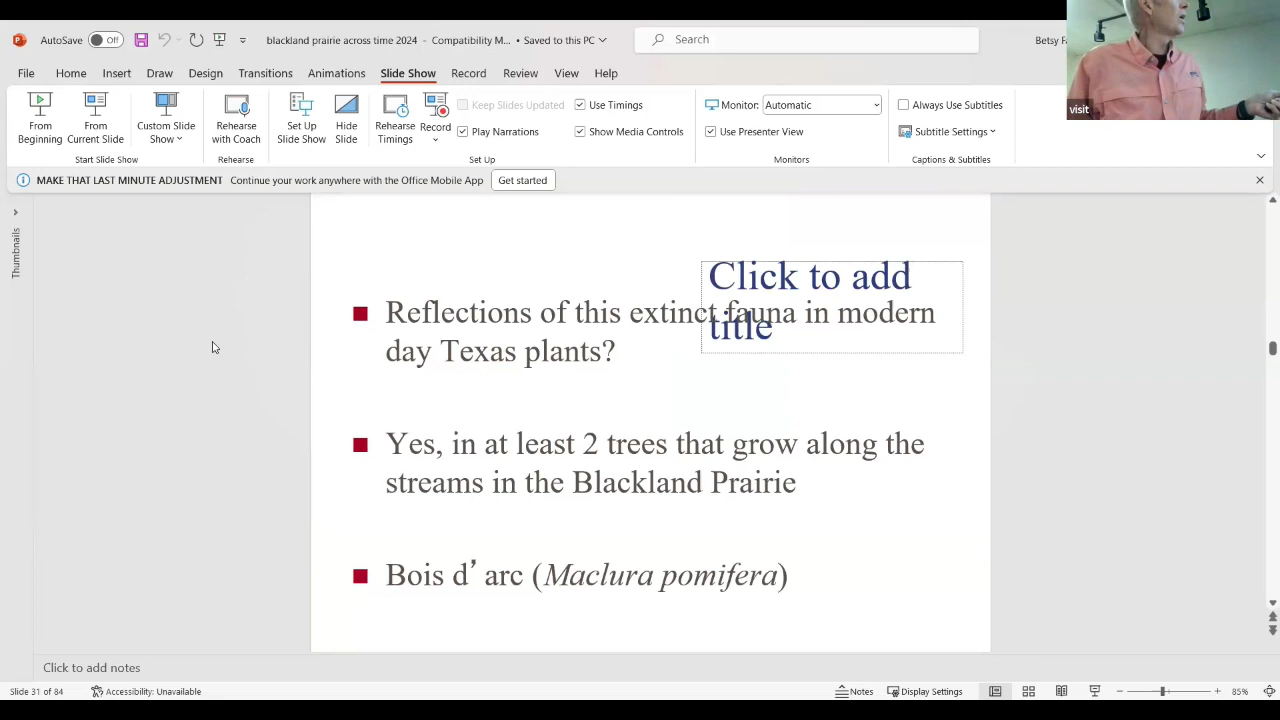 AutoSave Off blackland prairie across time 2024 - Compatibility M... - Saved to this PC Search Betsy F
File Home Insert Draw Design Transitions Animations Slide Show Record Review View Help
visit
From Beginning
From Current Slide
Custom Slide Show
Start Slide Show
Rehearse with Coach
Rehearse
Set Up Slide Show
Hide Slide
Rehearse Timings
Record
Keep Slides Updated
Play Narrations
Use Timings
Show Media Controls
Set Up
Monitor: Automatic
Use Presenter View
Monitors
Always Use Subtitles
Subtitle Settings
Captions & Subtitles
MAKE THAT LAST MINUTE ADJUSTMENT Continue your work anywhere with the Office Mobile App Get started
Thumbnails
Click to add
title
Reflections of this extinct fauna in modern
day Texas plants?
Yes, in at least 2 trees that grow along the
streams in the Blackland Prairie
Bois d’ arc (Maclura pomifera)
Click to add notes
Slide 31 of 84 Accessibility: Unavailable Notes Display Settings 85%